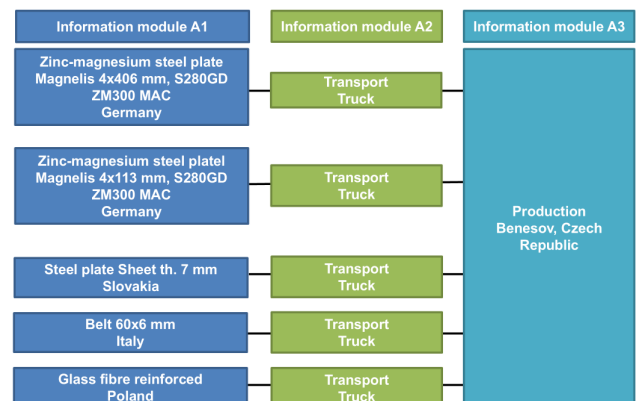 Information module A1
Information module A2
Information module A3
Zinc-magnesium steel plate
Magnelis 4x406 mm, S280GD
ZM300 MAC
Germany
Transport
Truck
Zinc-magnesium steel platel
Magnelis 4x113 mm, S280GD
ZM300 MAC
Germany
Transport
Truck
Production
Benesov, Czech
Republic
Steel plate Sheet th. 7 mm
Slovakia
Transport
Truck
Belt 60x6 mm
Italy
Transport
Truck
Glass fibre reinforced
Poland
Transport
Truck